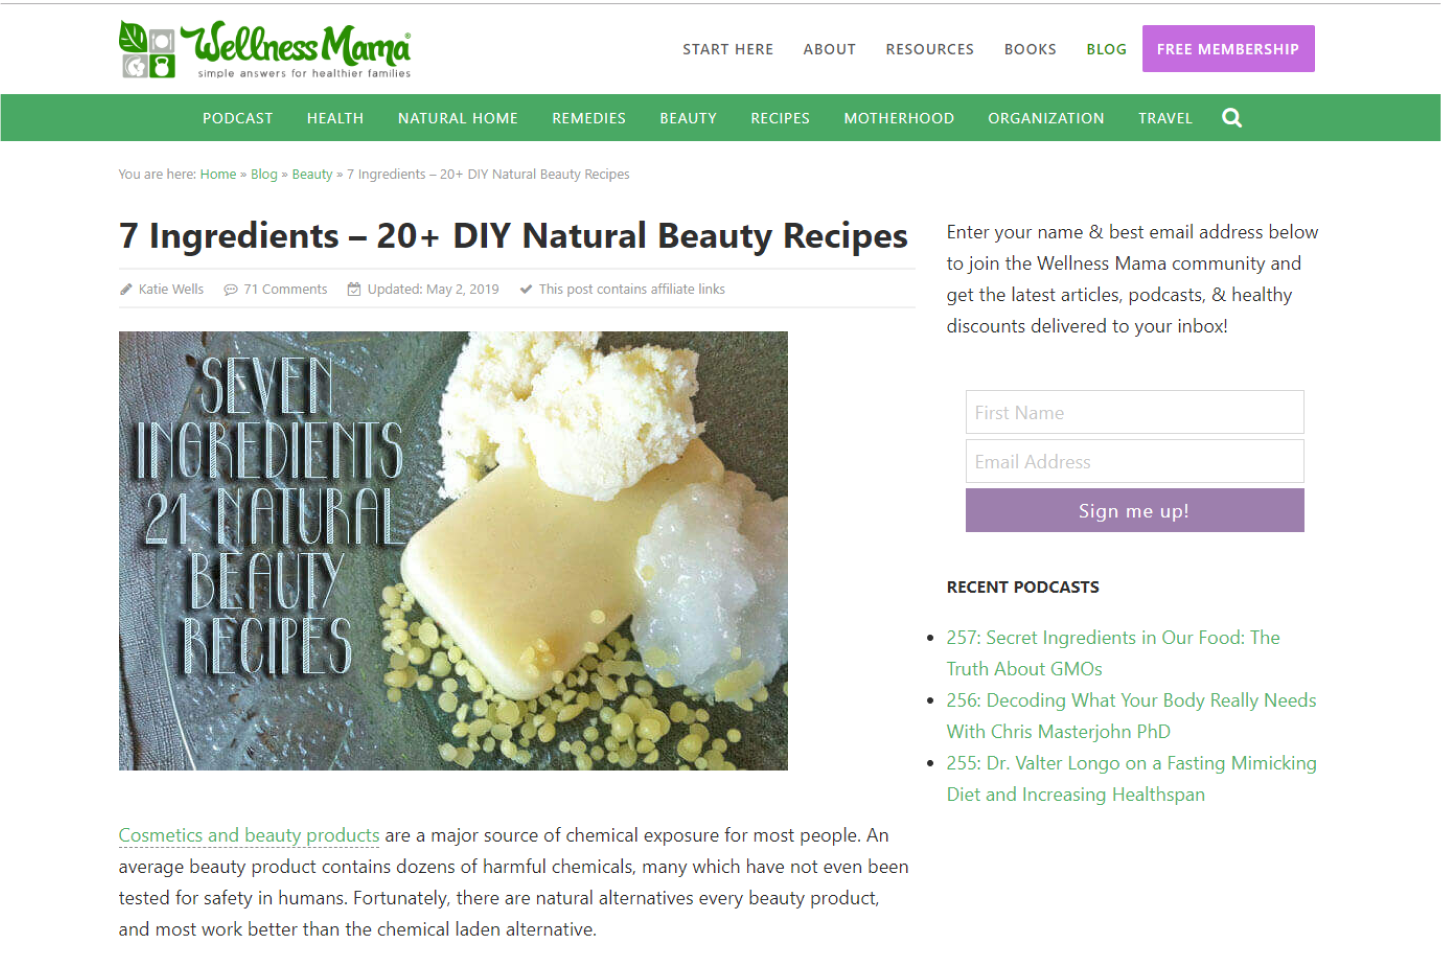 Wellness Mama®
simple answers for healthier families
START HERE ABOUT RESOURCES BOOKS BLOG FREE MEMBERSHIP
PODCAST HEALTH NATURAL HOME REMEDIES BEAUTY RECIPES MOTHERHOOD ORGANIZATION TRAVEL
You are here: Home » Blog » Beauty » 7 Ingredients – 20+ DIY Natural Beauty Recipes
7 Ingredients – 20+ DIY Natural Beauty Recipes
Katie Wells 71 Comments Updated: May 2, 2019 This post contains affiliate links
SEVEN
INGREDIENTS
21 NATURAL
BEAUTY
RECIPES
Cosmetics and beauty products are a major source of chemical exposure for most people. An
average beauty product contains dozens of harmful chemicals, many which have not even been
tested for safety in humans. Fortunately, there are natural alternatives every beauty product,
and most work better than the chemical laden alternative.
Enter your name & best email address below
to join the Wellness Mama community and
get the latest articles, podcasts, & healthy
discounts delivered to your inbox!
First Name
Email Address
Sign me up!
RECENT PODCASTS
257: Secret Ingredients in Our Food: The
Truth About GMOs
256: Decoding What Your Body Really Needs
With Chris Masterjohn PhD
255: Dr. Valter Longo on a Fasting Mimicking
Diet and Increasing Healthspan